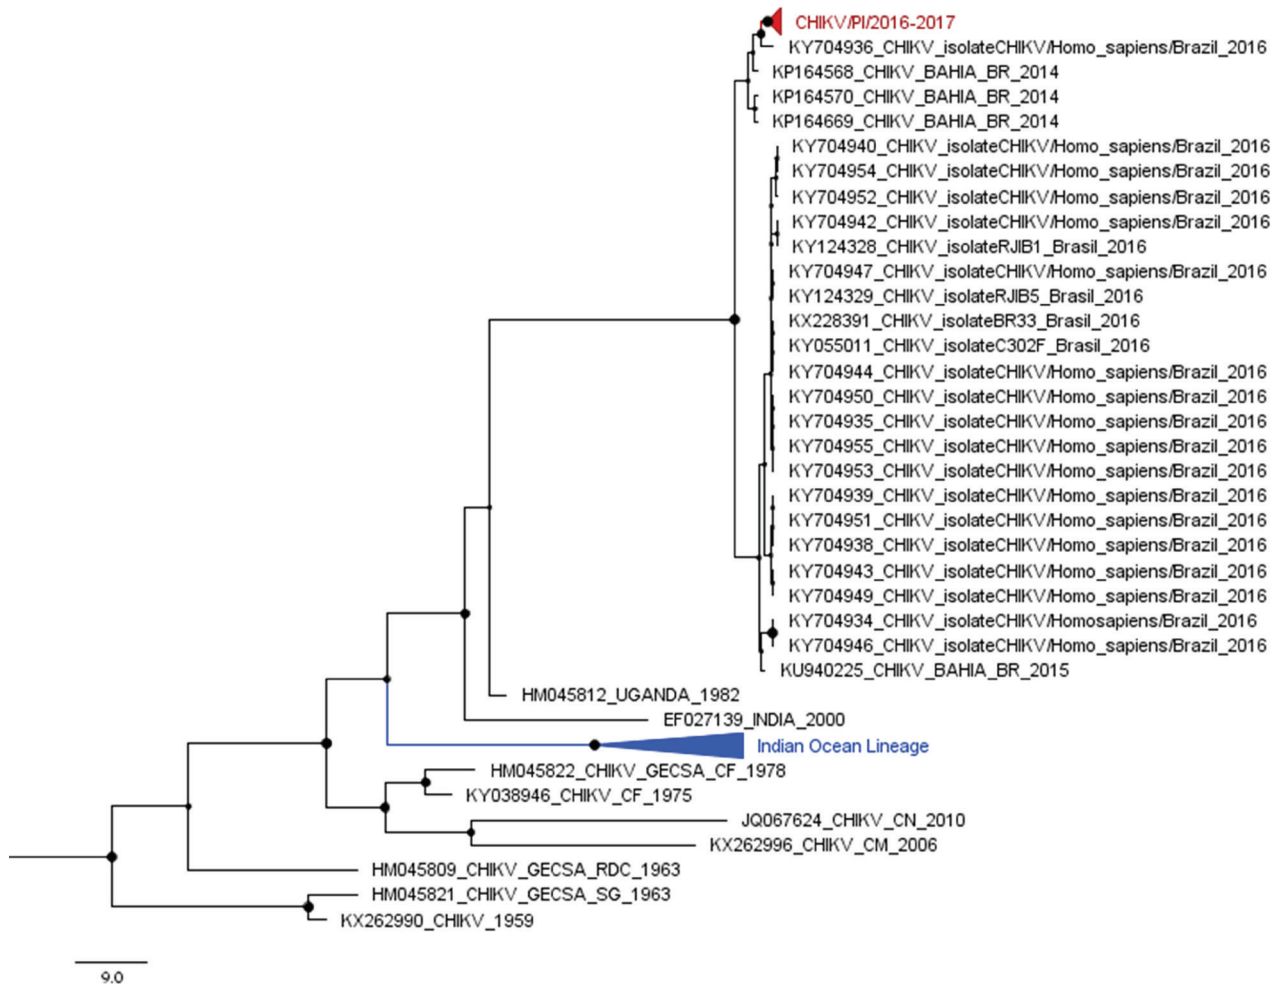 CHIKV/PI/2016-2017
KY704936_CHIKV_isolateCHIKV/Homo_sapiens/Brazil_2016
KP164568_CHIKV_BAHIA_BR_2014
KP164570_CHIKV_BAHIA_BR_2014
KP164669_CHIKV_BAHIA_BR_2014
KY704940_CHIKV_isolateCHIKV/Homo_sapiens/Brazil_2016
KY704954_CHIKV_isolateCHIKV/Homo_sapiens/Brazil_2016
KY704952_CHIKV_isolateCHIKV/Homo_sapiens/Brazil_2016
KY704942_CHIKV_isolateCHIKV/Homo_sapiens/Brazil_2016
KY124328_CHIKV_isolateRJIB1_Brasil_2016
KY704947_CHIKV_isolateCHIKV/Homo_sapiens/Brazil_2016
KY124329_CHIKV_isolateRJIB5_Brasil_2016
KX228391_CHIKV_isolateBR33_Brasil_2016
KY055011_CHIKV_isolateC302F_Brasil_2016
KY704944_CHIKV_isolateCHIKV/Homo_sapiens/Brazil_2016
KY704950_CHIKV_isolateCHIKV/Homo_sapiens/Brazil_2016
KY704935_CHIKV_isolateCHIKV/Homo_sapiens/Brazil_2016
KY704955_CHIKV_isolateCHIKV/Homo_sapiens/Brazil_2016
KY704953_CHIKV_isolateCHIKV/Homo_sapiens/Brazil_2016
KY704939_CHIKV_isolateCHIKV/Homo_sapiens/Brazil_2016
KY704951_CHIKV_isolateCHIKV/Homo_sapiens/Brazil_2016
KY704938_CHIKV_isolateCHIKV/Homo_sapiens/Brazil_2016
KY704943_CHIKV_isolateCHIKV/Homo_sapiens/Brazil_2016
KY704949_CHIKV_isolateCHIKV/Homo_sapiens/Brazil_2016
KY704934_CHIKV_isolateCHIKV/Homosapiens/Brazil_2016
KY704946_CHIKV_isolateCHIKV/Homo_sapiens/Brazil_2016
KU940225_CHIKV_BAHIA_BR_2015
HM045812_UGANDA_1982
EF027139_INDIA_2000
Indian Ocean Lineage
HM045822_CHIKV_GECSA_CF_1978
KY038946_CHIKV_CF_1975
JQ067624_CHIKV_CN_2010
KX262996_CHIKV_CM_2006
HM045809_CHIKV_GECSA_RDC_1963
HM045821_CHIKV_GECSA_SG_1963
KX262990_CHIKV_1959
9.0